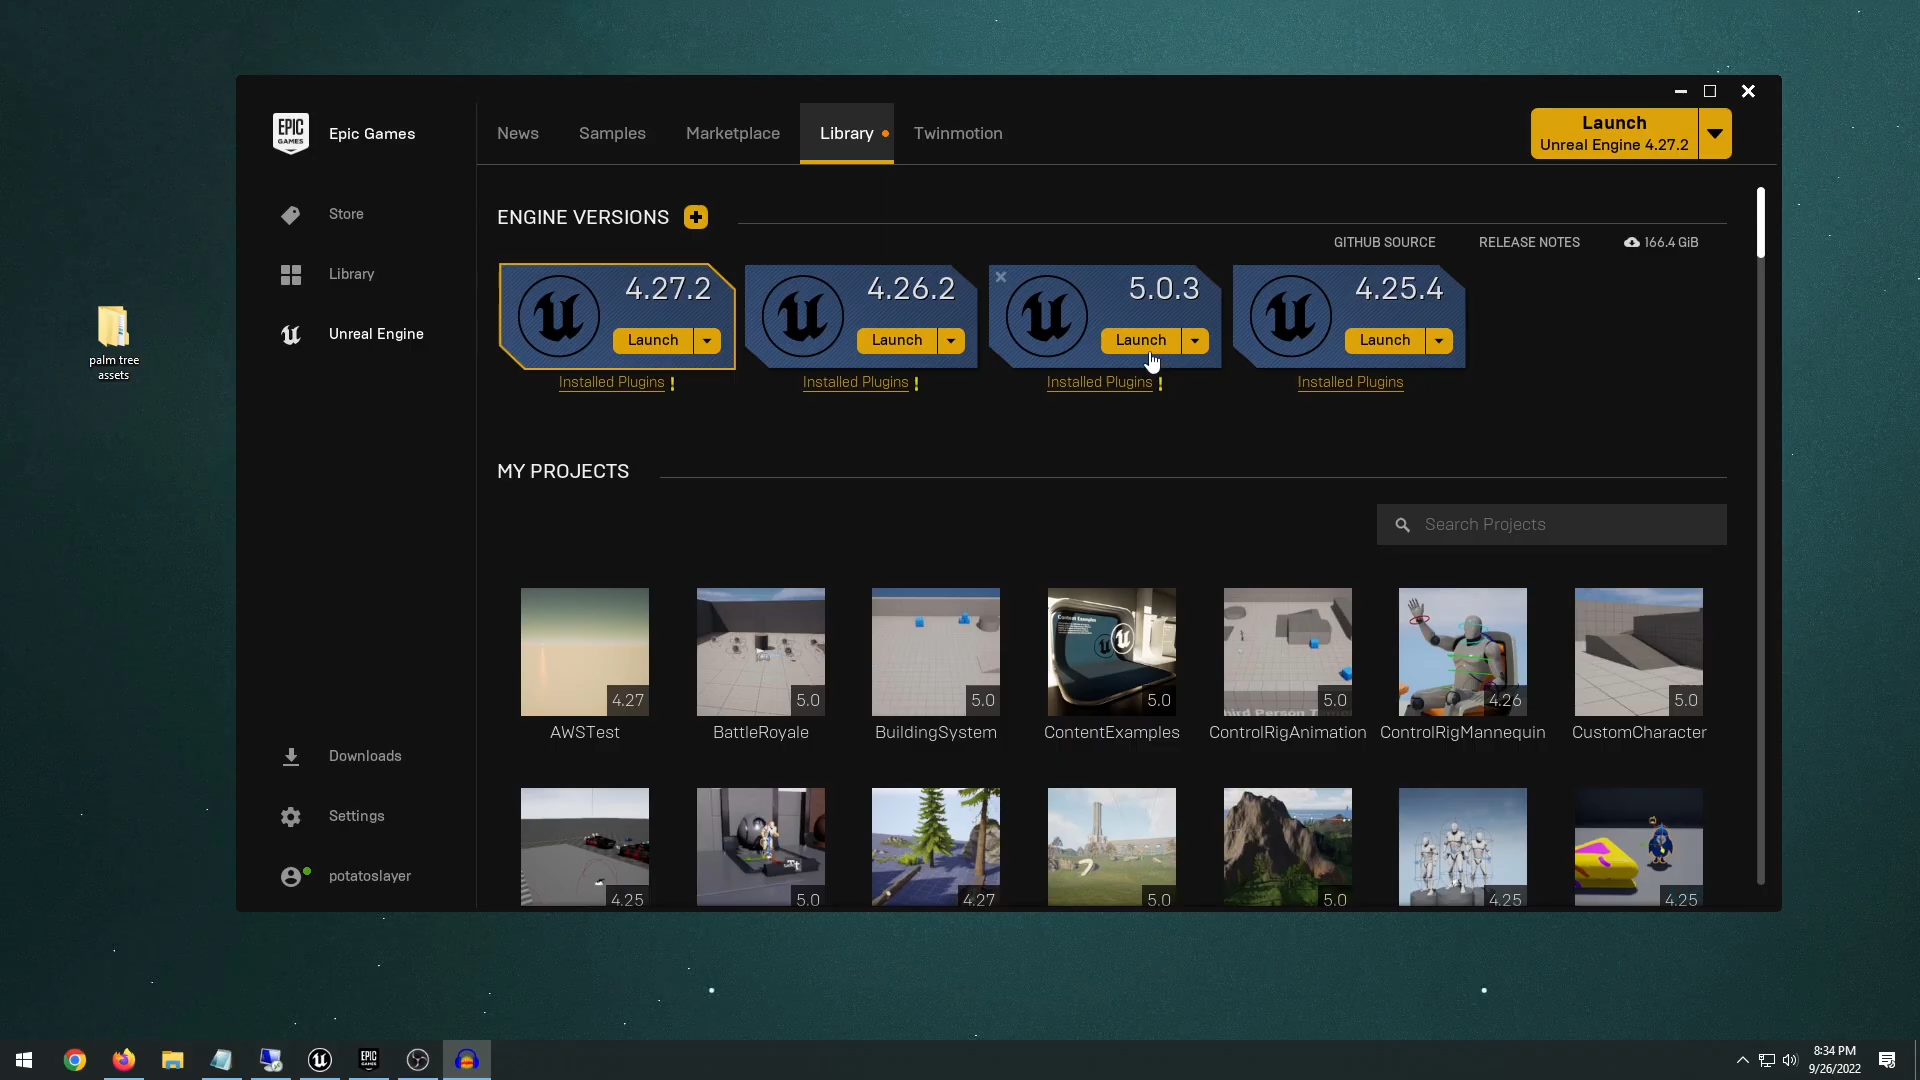 EPIC
GAMES
Epic Games
News
Samples
Marketplace
Library
Twinmotion
Launch
Unreal Engine 4.27.2
Store
Library
Unreal Engine
Downloads
Settings
potatoslayer
palm tree
assets
ENGINE VERSIONS
GITHUB SOURCE
RELEASE NOTES
166.4 GiB
4.27.2
Launch
Installed Plugins !
4.26.2
Launch
Installed Plugins !
5.0.3
Launch
Installed Plugins !
4.25.4
Launch
Installed Plugins
MY PROJECTS
Search Projects
4.27
AWSTest
5.0
BattleRoyale
5.0
BuildingSystem
Content Examples
5.0
ContentExamples
5.0
ControlRigAnimation
4.26
ControlRigMannequin
5.0
CustomCharacter
4.25
5.0
4.27
5.0
5.0
4.25
4.25
EPIC
GAMES
8:34 PM
9/26/2022